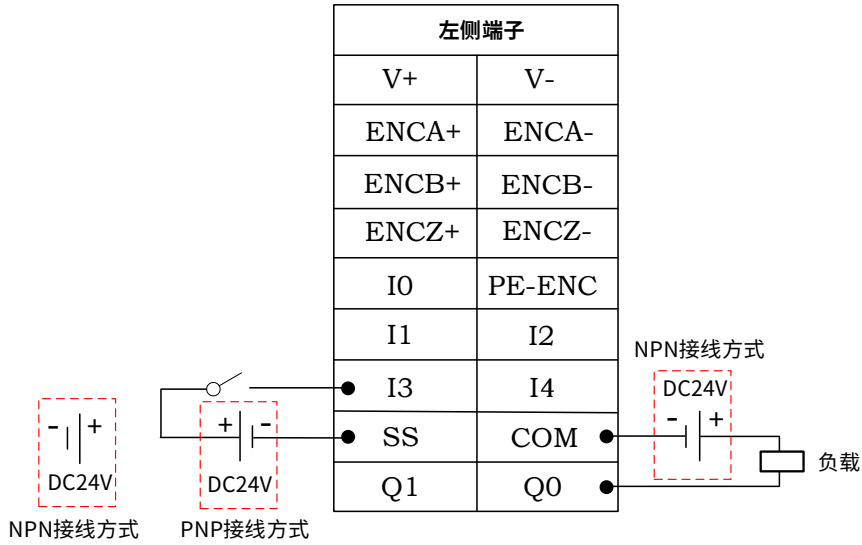 左侧端子
V+ V-
ENCA+ ENCA-
ENCB+ ENCB-
ENCZ+ ENCZ-
I0 PE-ENC
I1 I2
I3 I4
SS COM
Q1 Q0
- +
DC24V
NPN接线方式
+ -
DC24V
PNP接线方式
NPN接线方式
DC24V
- +
负载